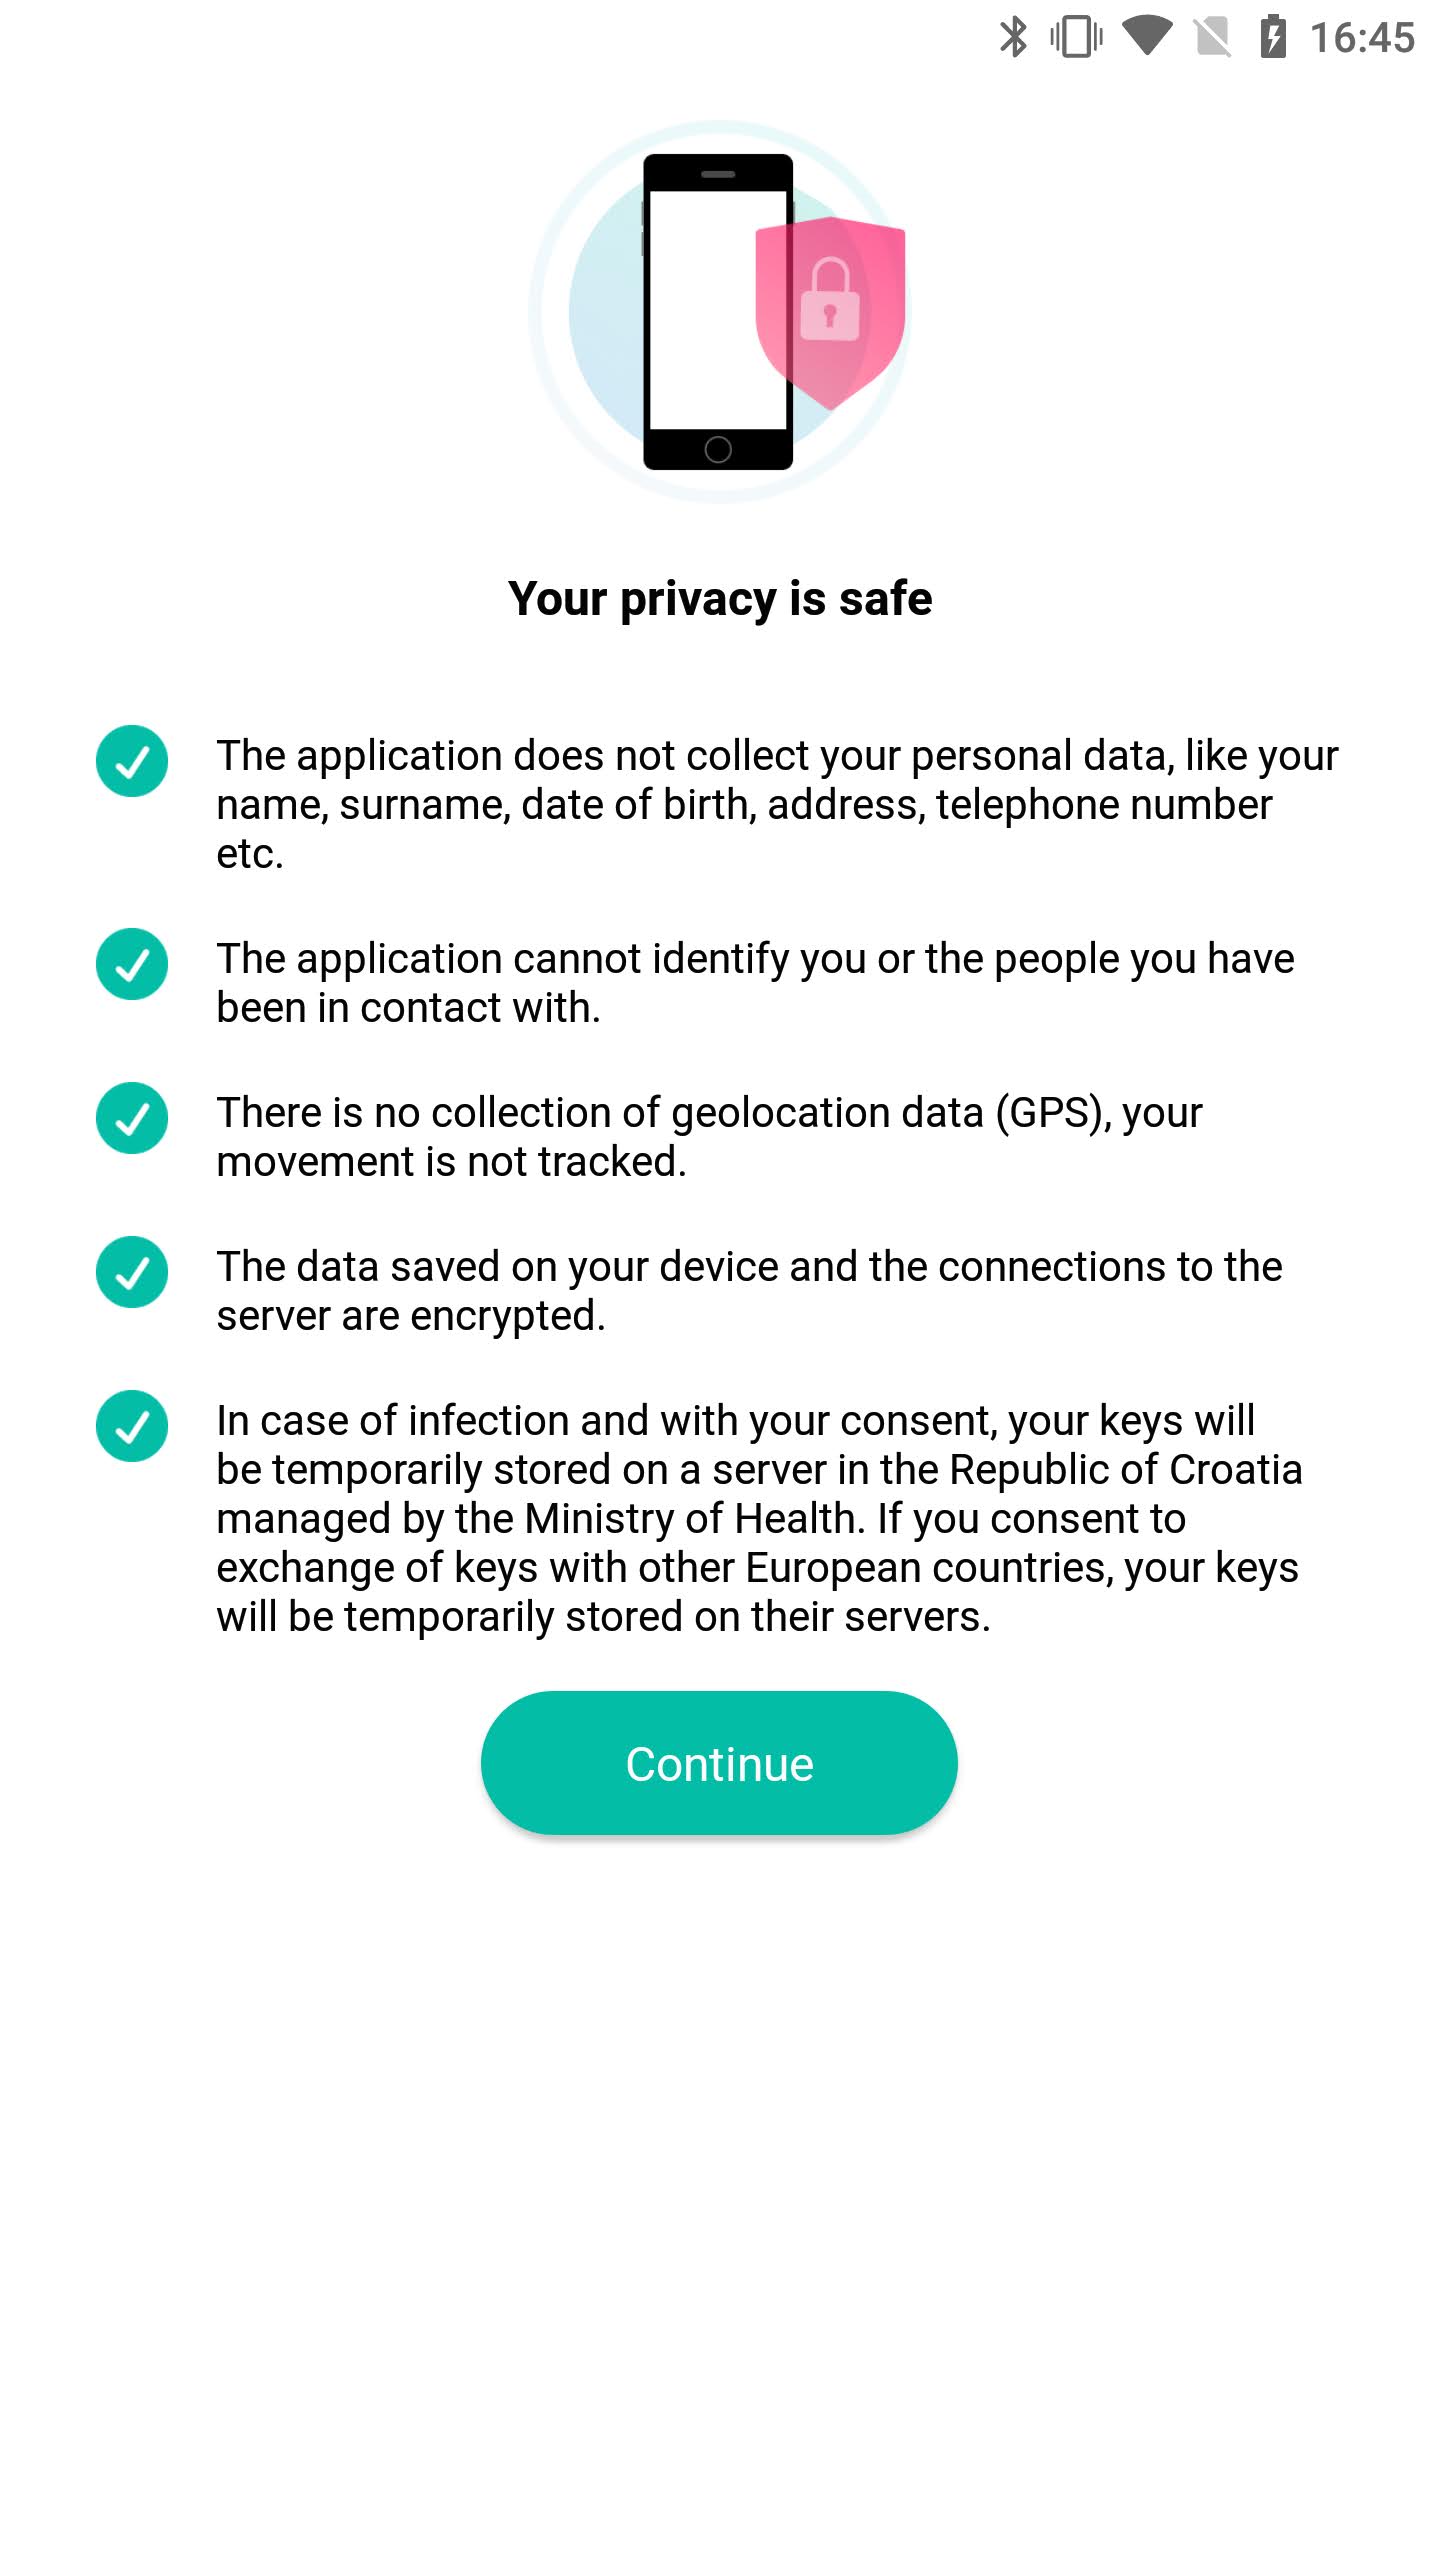 16:45
Your privacy is safe
The application does not collect your personal data, like your
name, surname, date of birth, address, telephone number
etc.
The application cannot identify you or the people you have
been in contact with.
There is no collection of geolocation data (GPS), your
movement is not tracked.
The data saved on your device and the connections to the
server are encrypted.
In case of infection and with your consent, your keys will
be temporarily stored on a server in the Republic of Croatia
managed by the Ministry of Health. If you consent to
exchange of keys with other European countries, your keys
will be temporarily stored on their servers.
Continue